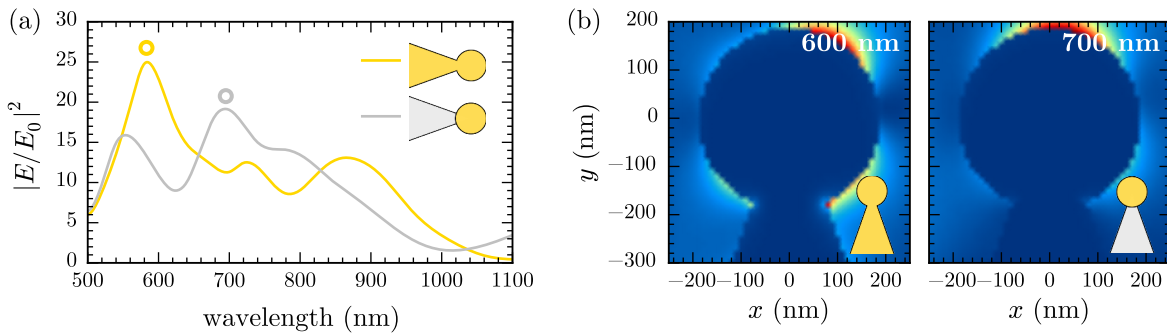 (a)
30
25
20
15
10
5
0
|E/E₀|²
500 600 700 800 900 1000 1100
wavelength (nm)
(b)
200
100
0
−100
−200
−300
y (nm)
600 nm
700 nm
−200 −100 0 100 200
−200 −100 0 100 200
x (nm)
x (nm)